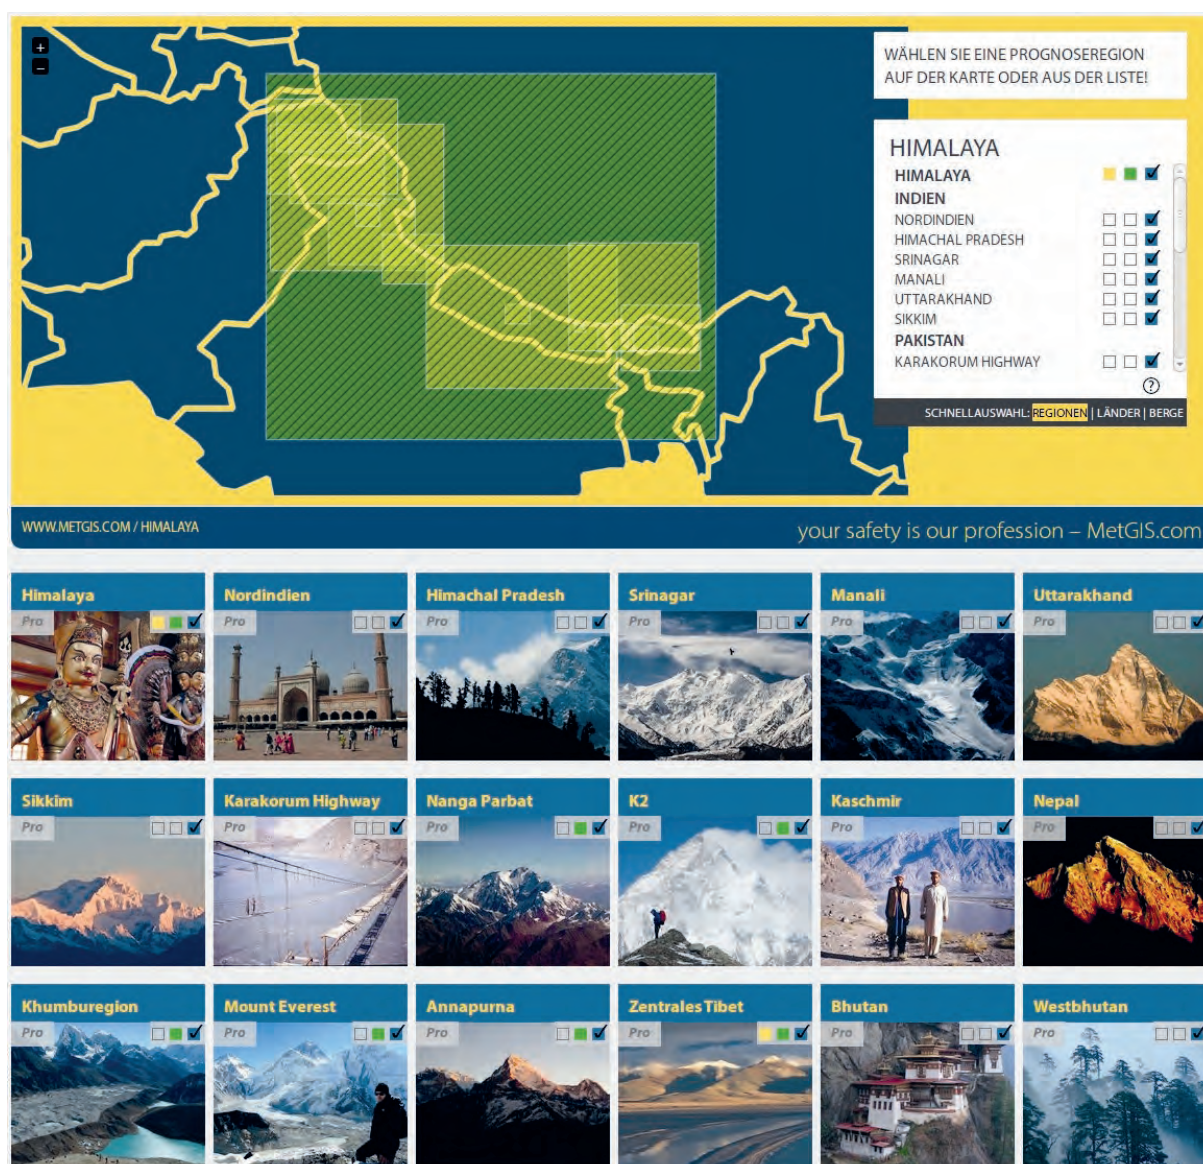 +
−
WÄHLEN SIE EINE PROGNOSEREGION
AUF DER KARTE ODER AUS DER LISTE!
HIMALAYA
HIMALAYA
INDIEN
NORDINDIEN
HIMACHAL PRADESH
SRINAGAR
MANALI
UTTARAKHAND
SIKKIM
PAKISTAN
KARAKORUM HIGHWAY
?
SCHNELLAUSWAHL: REGIONEN | LÄNDER | BERGE
WWW.METGIS.COM / HIMALAYA
your safety is our profession – MetGIS.com
Himalaya
Pro
Nordindien
Pro
Himachal Pradesh
Pro
Srinagar
Pro
Manali
Pro
Uttarakhand
Pro
Sikkim
Pro
Karakorum Highway
Pro
Nanga Parbat
Pro
K2
Pro
Kaschmir
Pro
Nepal
Pro
Khumburegion
Pro
Mount Everest
Pro
Annapurna
Pro
Zentrales Tibet
Pro
Bhutan
Pro
Westbhutan
Pro